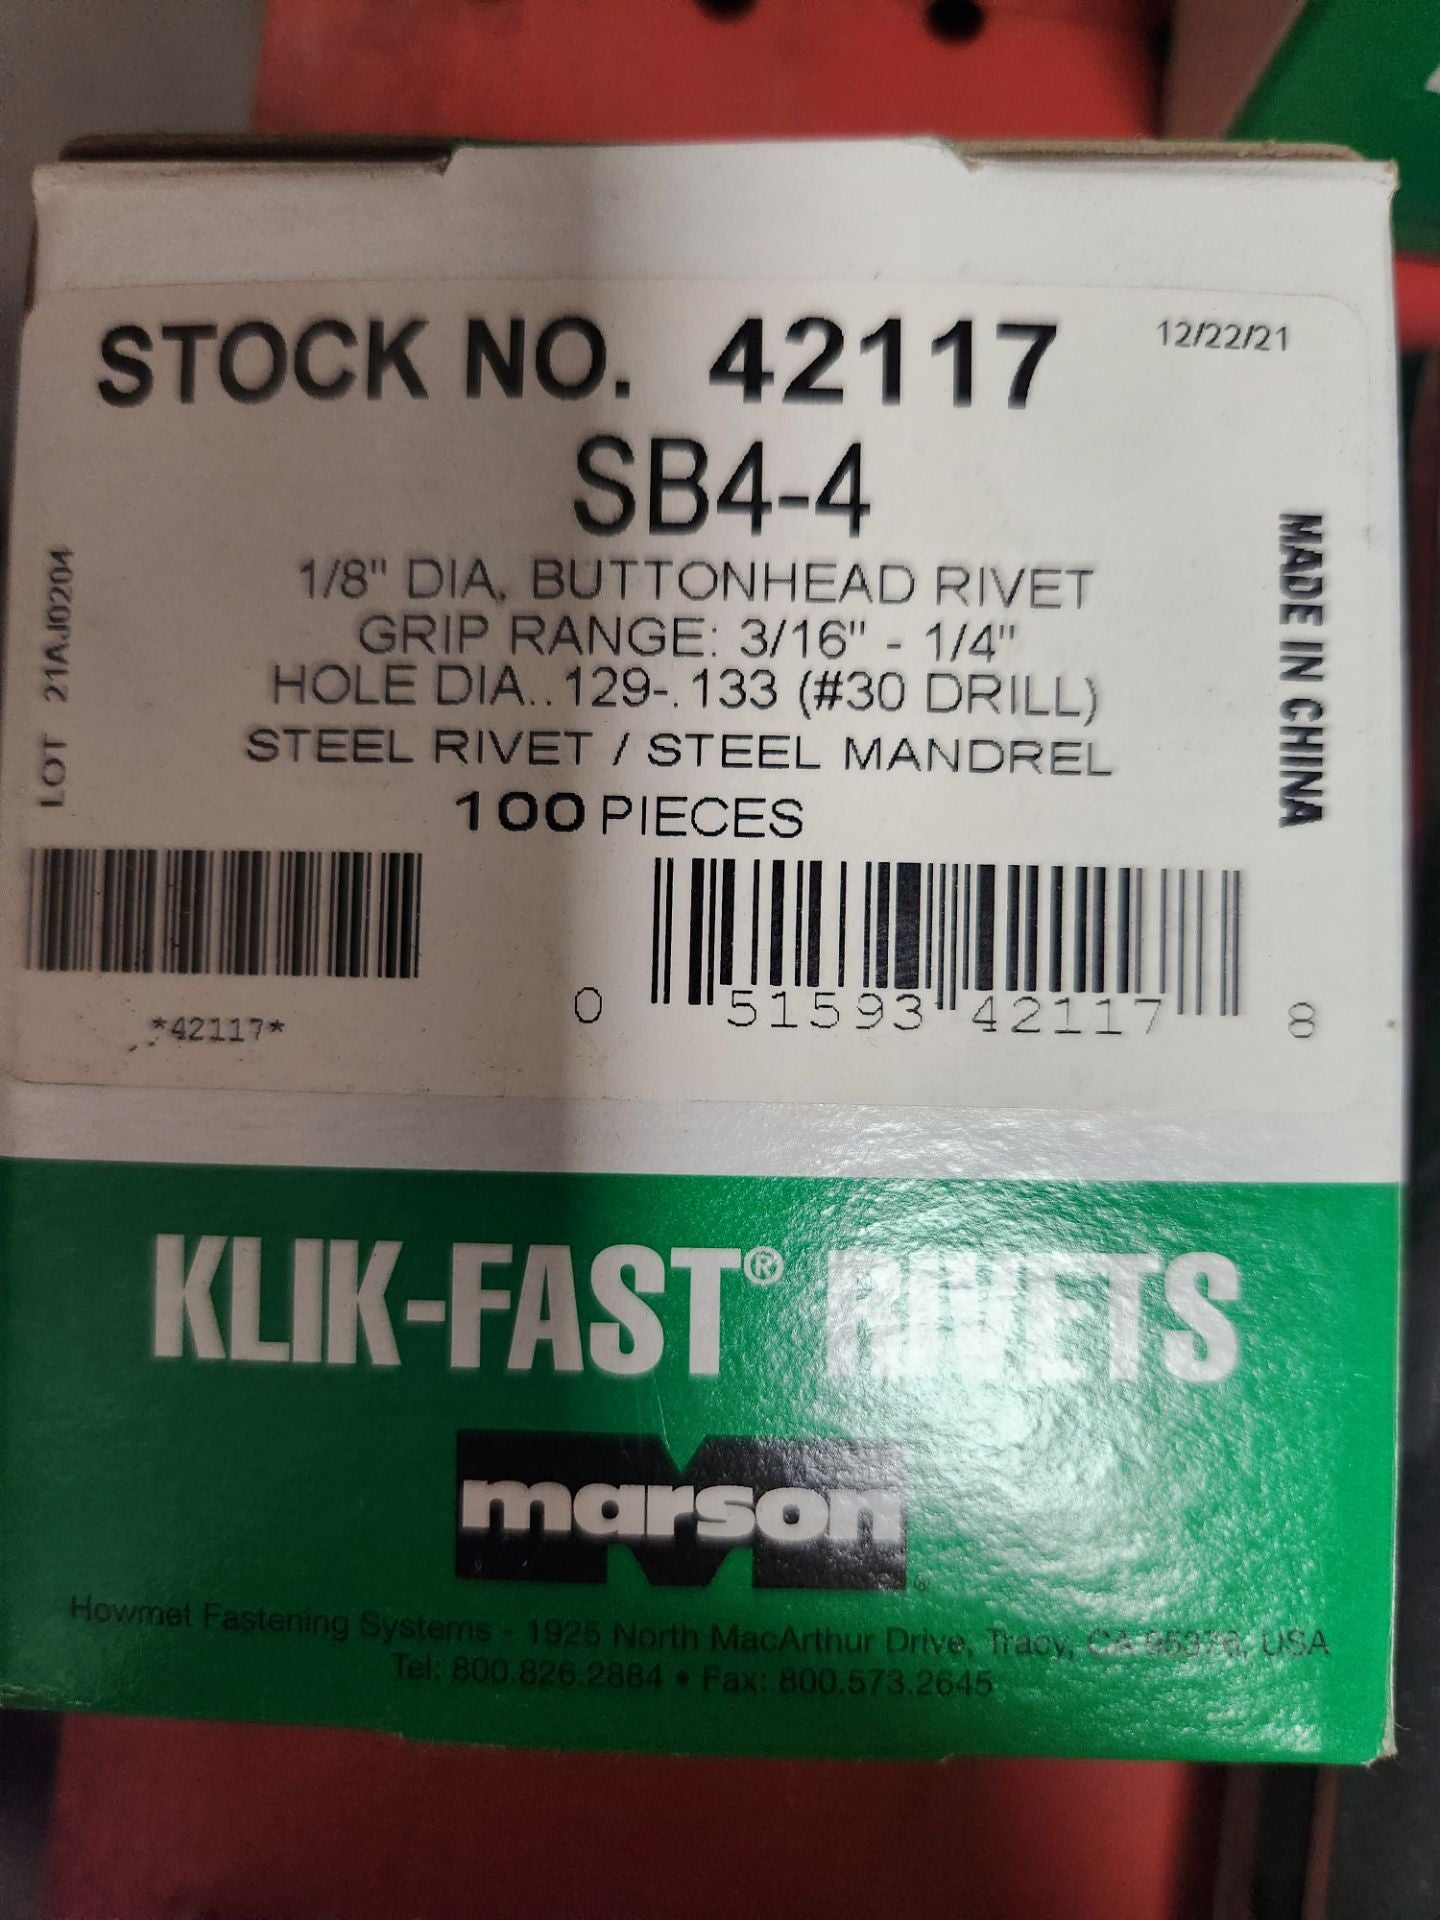 STOCK NO. 42117
12/22/21
SB4-4
1/8" DIA. BUTTONHEAD RIVET
GRIP RANGE: 3/16" - 1/4"
HOLE DIA..129-.133 (#30 DRILL)
STEEL RIVET / STEEL MANDREL
100 PIECES
LOT 21AJ0204
MADE IN CHINA
*42117*
0 51593 42117 8
KLIK-FAST® RIVETS
marson®
Howmet Fastening Systems - 1925 North MacArthur Drive, Tracy, CA 95376, USA
Tel: 800.826.2884 • Fax: 800.573.2645